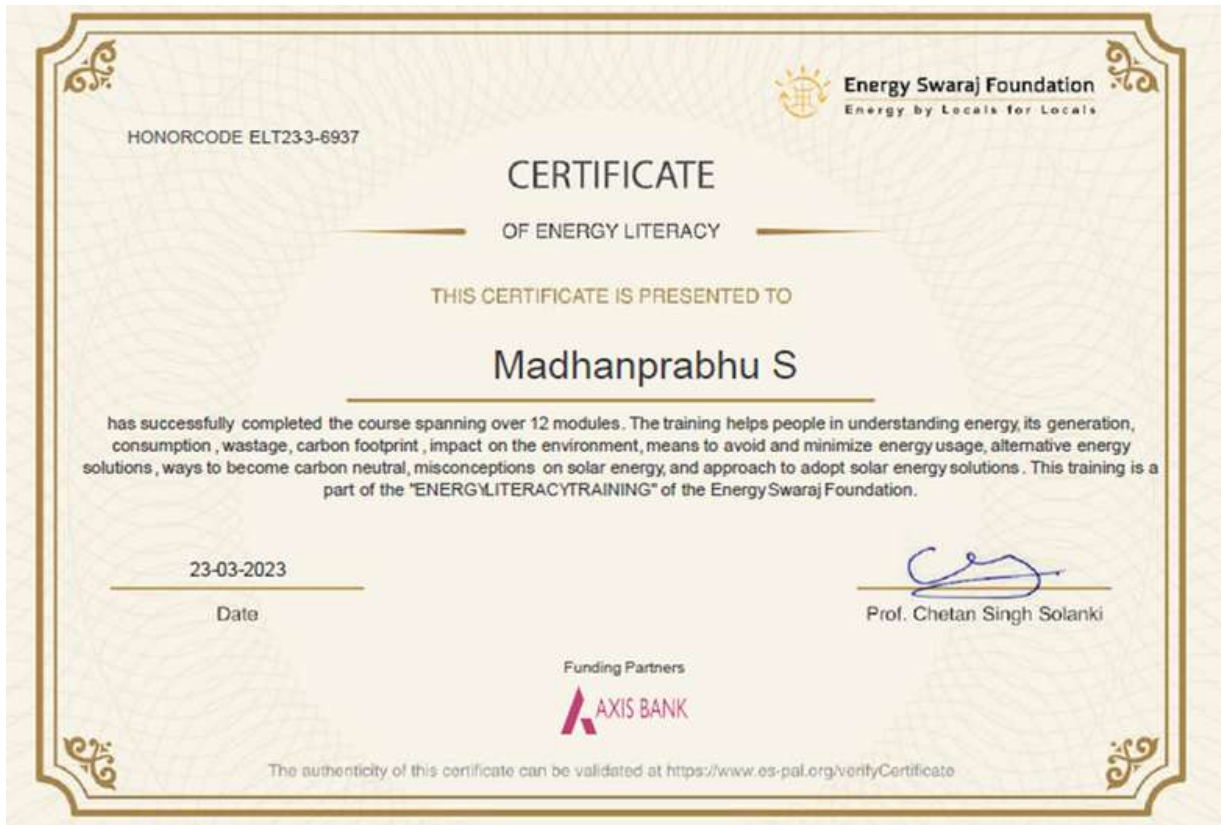 Energy Swaraj Foundation
Energy by Locals for Locals
HONORCODE ELT23-3-6937
CERTIFICATE
OF ENERGY LITERACY
THIS CERTIFICATE IS PRESENTED TO
Madhanprabhu S
has successfully completed the course spanning over 12 modules. The training helps people in understanding energy, its generation,
consumption , wastage, carbon footprint , impact on the environment, means to avoid and minimize energy usage, alternative energy
solutions , ways to become carbon neutral, misconceptions on solar energy, and approach to adopt solar energy solutions . This training is a
part of the "ENERGYLITERACYTRAINING" of the Energy Swaraj Foundation.
23-03-2023
Date
Prof. Chetan Singh Solanki
Funding Partners
AXIS BANK
The authenticity of this certificate can be validated at https://www.es-pal.org/verifyCertificate